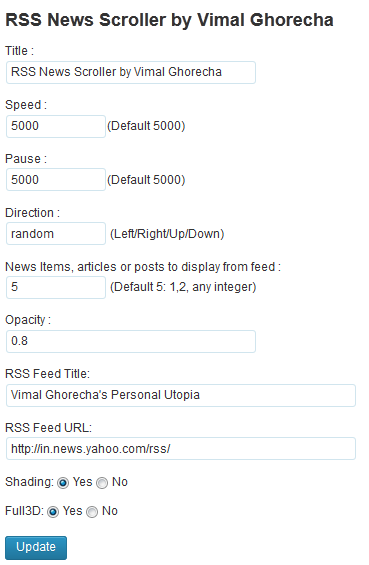 RSS News Scroller by Vimal Ghorecha
Title :
RSS News Scroller by Vimal Ghorecha
Speed :
5000 (Default 5000)
Pause :
5000 (Default 5000)
Direction :
random (Left/Right/Up/Down)
News Items, articles or posts to display from feed :
5 (Default 5: 1,2, any integer)
Opacity :
0.8
RSS Feed Title:
Vimal Ghorecha's Personal Utopia
RSS Feed URL:
http://in.news.yahoo.com/rss/
Shading: Yes No
Full3D: Yes No
Update